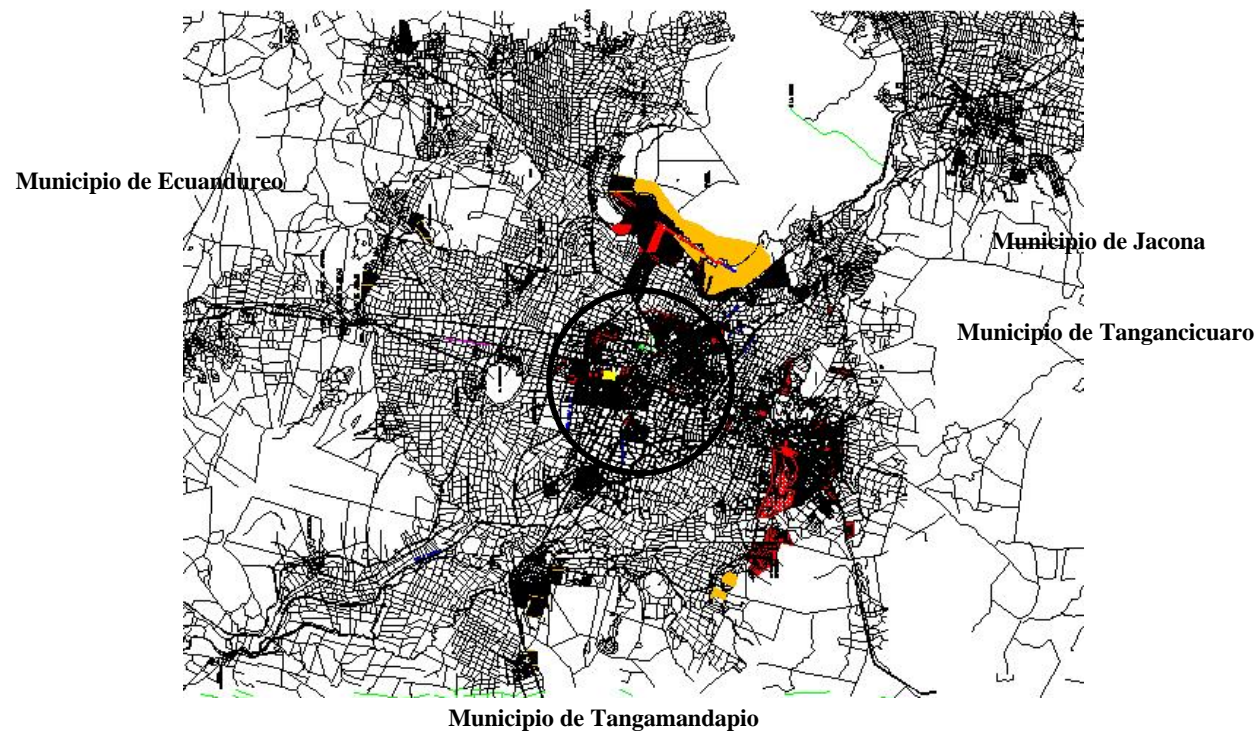 Municipio de Ecuandureo
Municipio de Jacona
Municipio de Tangancicuaro
Municipio de Tangamandapio